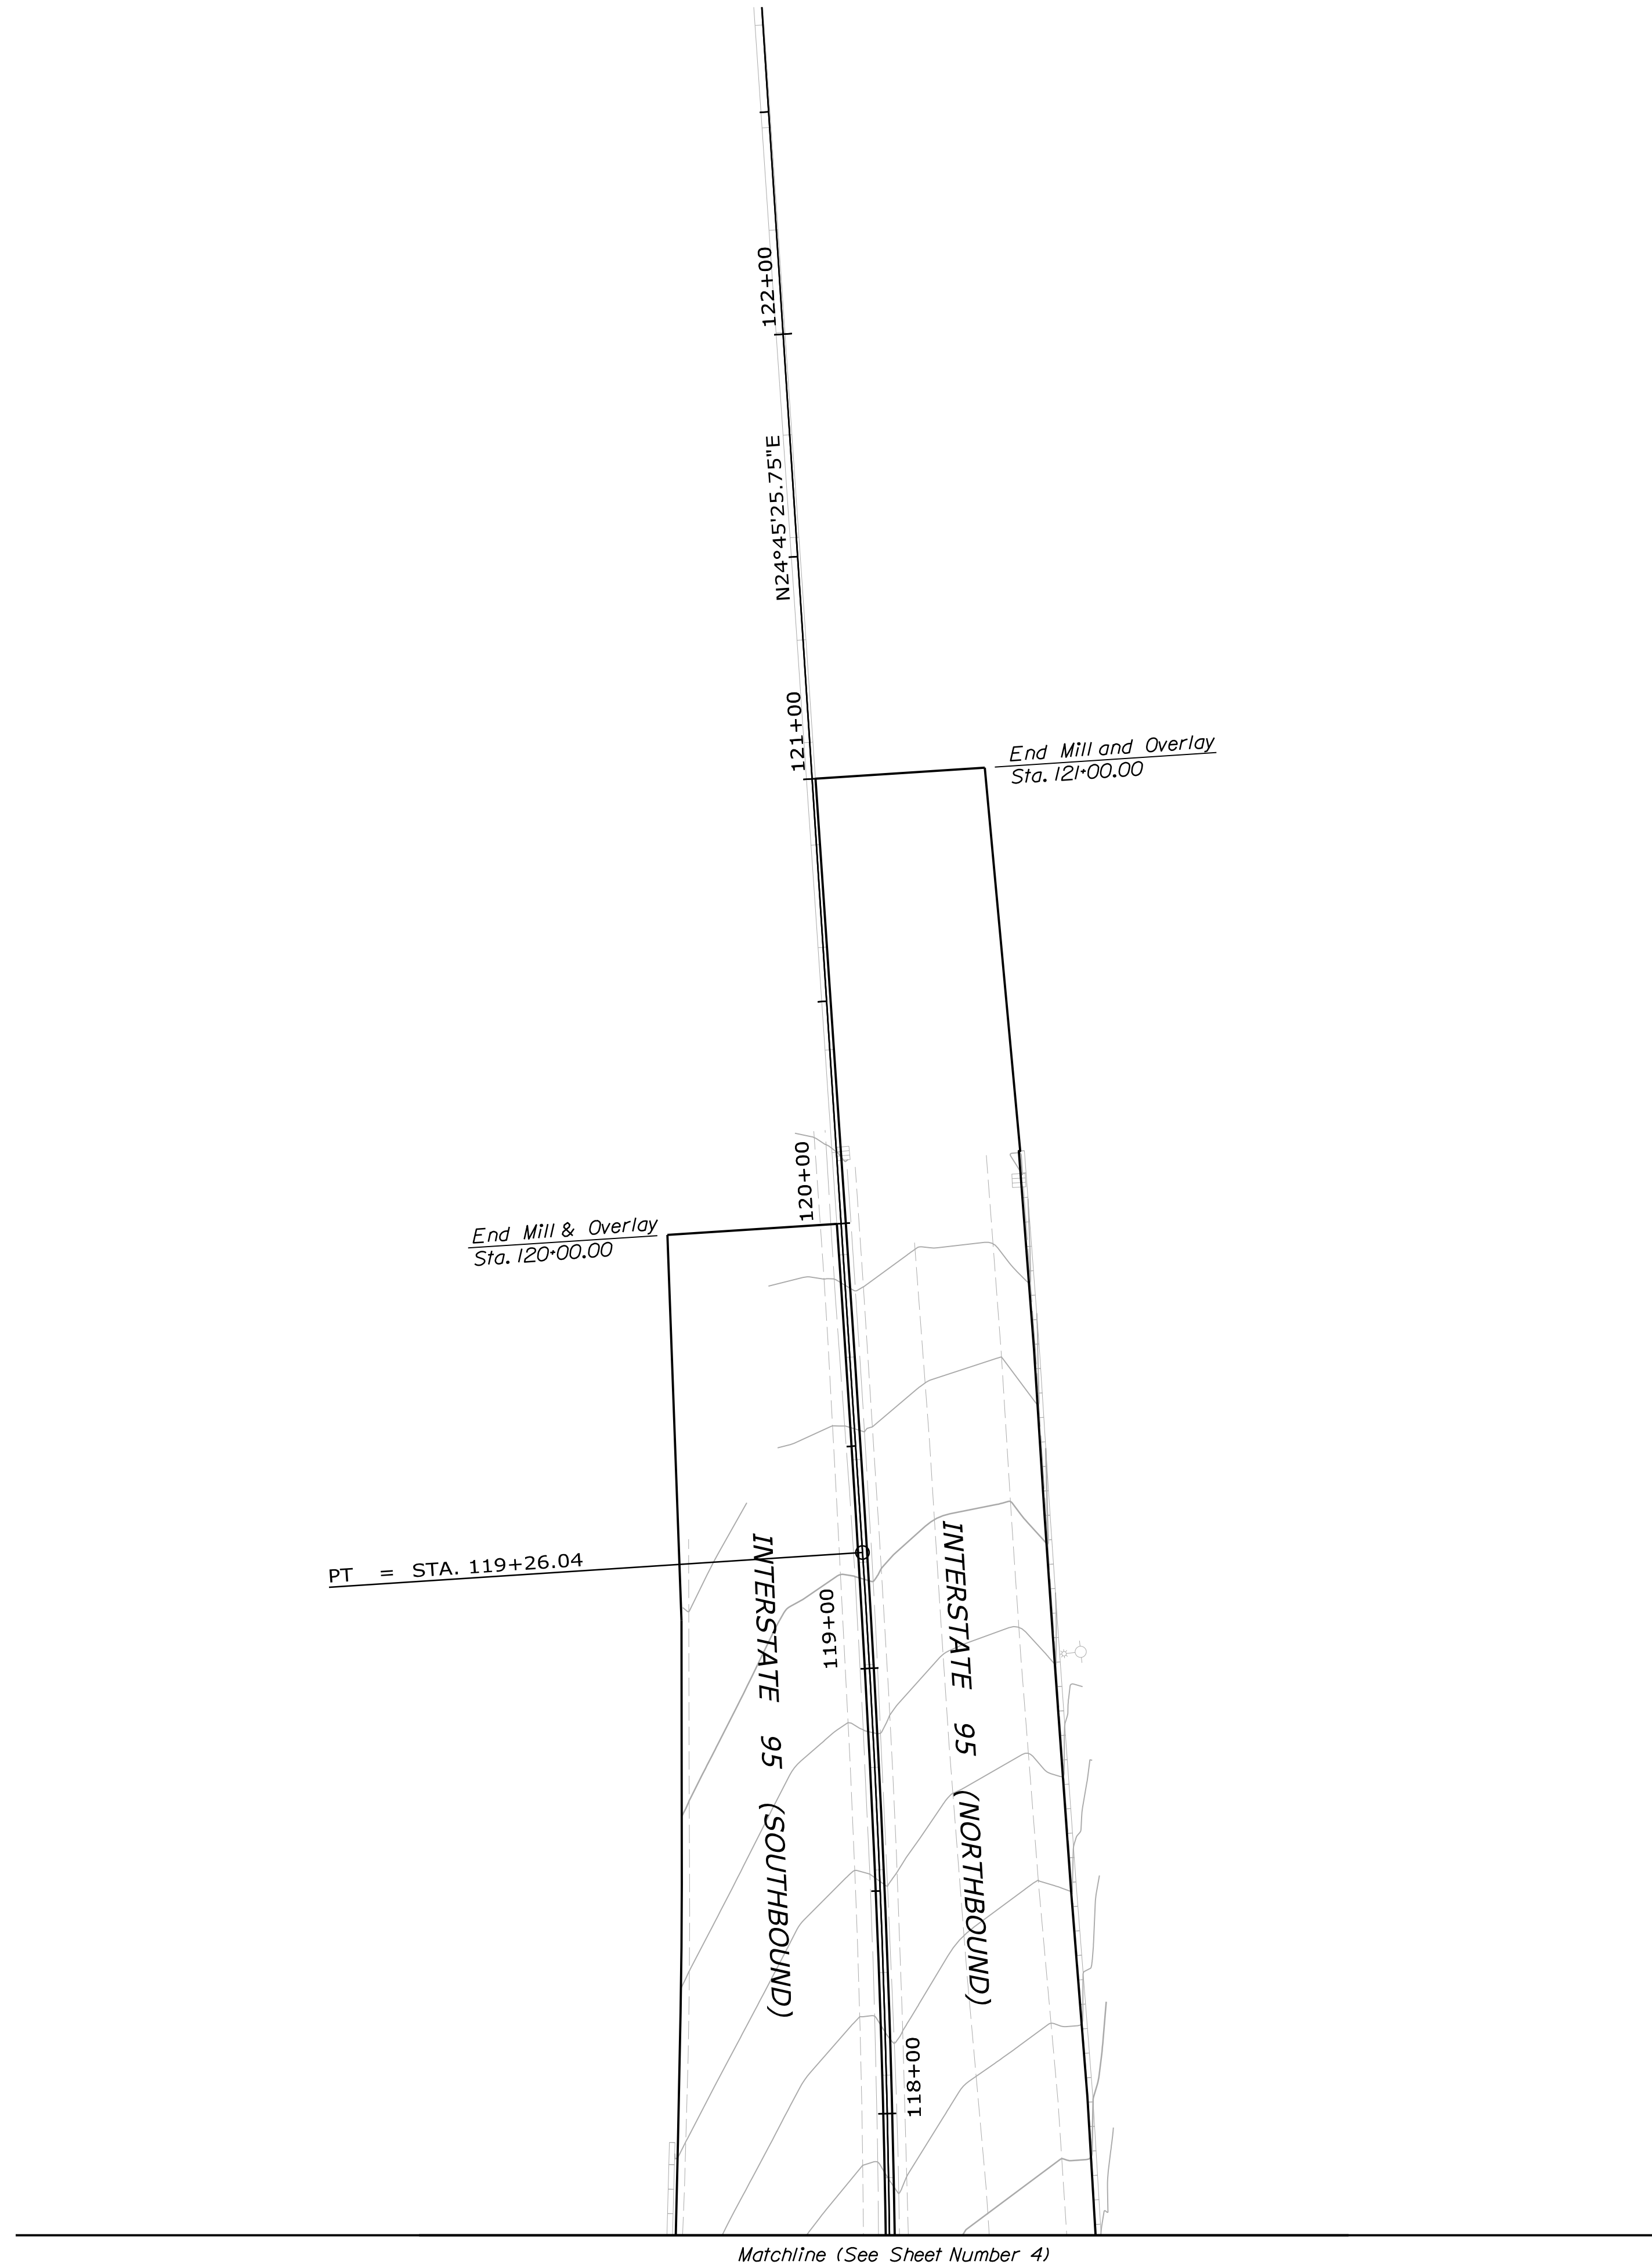 122+00
N24°45'25.75"E
121+00
End Mill and Overlay
Sta. 121+00.00
120+00
End Mill & Overlay
Sta. 120+00.00
PT = STA. 119+26.04
119+00
INTERSTATE 95 (SOUTHBOUND)
INTERSTATE 95 (NORTHBOUND)
118+00
Matchline (See Sheet Number 4)